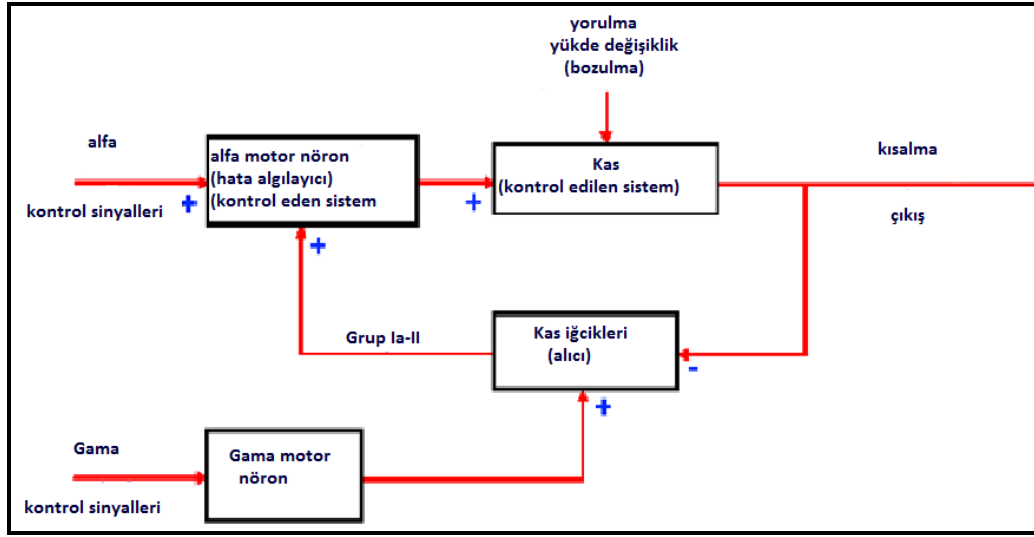 yorulma
yükde değişiklik
(bozulma)
alfa
kontrol sinyalleri
+
alfa motor nöron
(hata algılayıcı)
(kontrol eden sistem
+
+
Kas
(kontrol edilen sistem)
kısalma
çıkış
Grup Ia-II
Kas iğcikleri
(alıcı)
-
+
Gama
kontrol sinyalleri
Gama motor
nöron